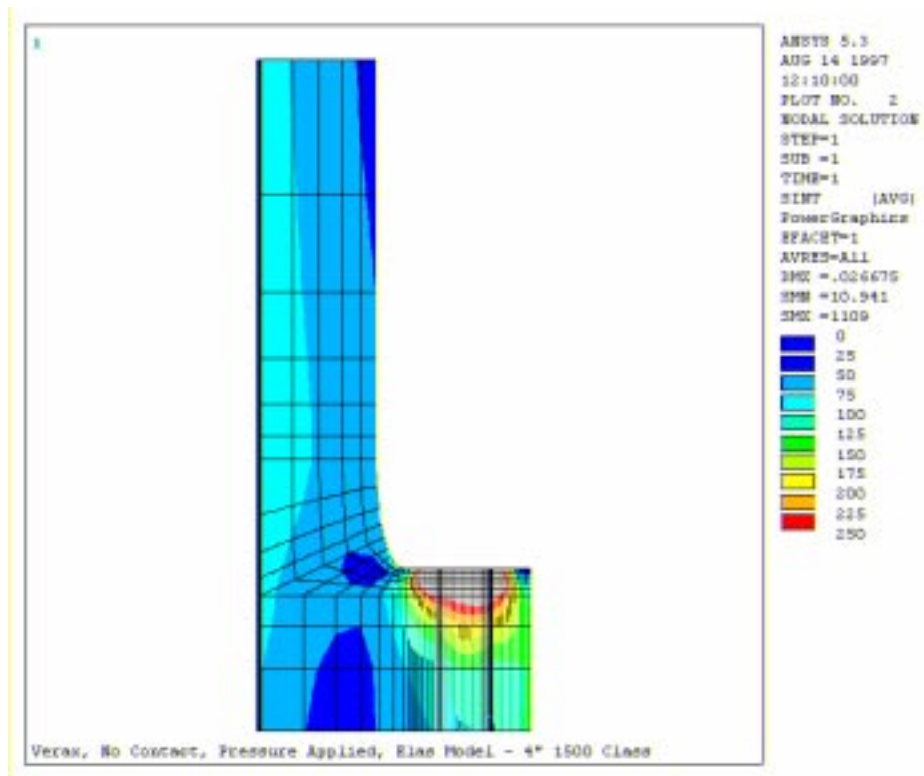 1
ANSYS 5.3
AUG 14 1997
12:10:00
PLOT NO. 2
NODAL SOLUTION
STEP=1
SUB =1
TIME=1
SINT (AVG)
PowerGraphics
EFACET=1
AVRES=All
DMX =.026675
SMN =10.941
SMX =1109
0
25
50
75
100
125
150
175
200
225
250
Verax, No Contact, Pressure Applied, Elas Model - 4" 1500 Class